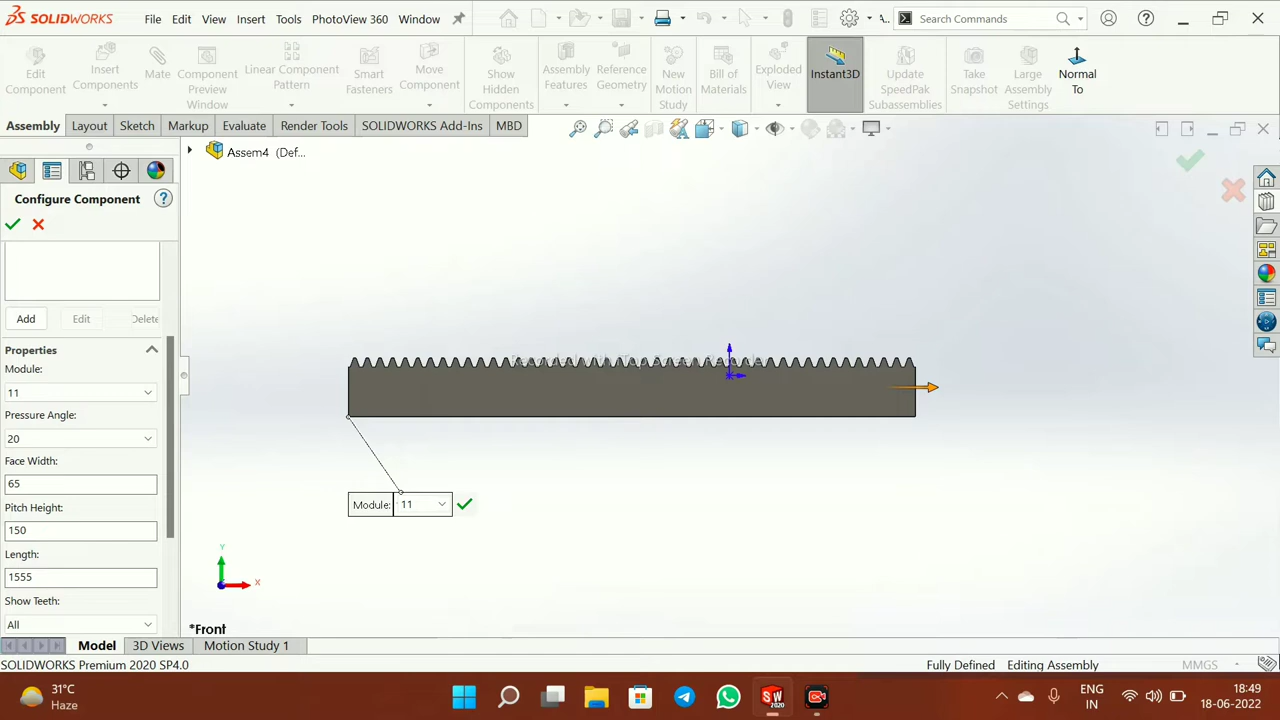 SOLIDWORKS File Edit View Insert Tools PhotoView 360 Window
Search Commands
Edit Component
Insert Components
Mate
Component Preview Window
Linear Component Pattern
Smart Fasteners
Move Component
Show Hidden Components
Assembly Features
Reference Geometry
New Motion Study
Bill of Materials
Exploded View
Instant3D
Update SpeedPak Subassemblies
Take Snapshot
Large Assembly Settings
Normal To
Assembly Layout Sketch Markup Evaluate Render Tools SOLIDWORKS Add-Ins MBD
Assem4 (Def...
Configure Component
Add Edit Delete
Properties
Module:
11
Pressure Angle:
20
Face Width:
65
Pitch Height:
150
Length:
1555
Show Teeth:
All
Module: 11
Y
X
*Front
Model 3D Views Motion Study 1
SOLIDWORKS Premium 2020 SP4.0
Fully Defined Editing Assembly MMGS
31°C
Haze
SW
2020
ENG
IN
18:49
18-06-2022